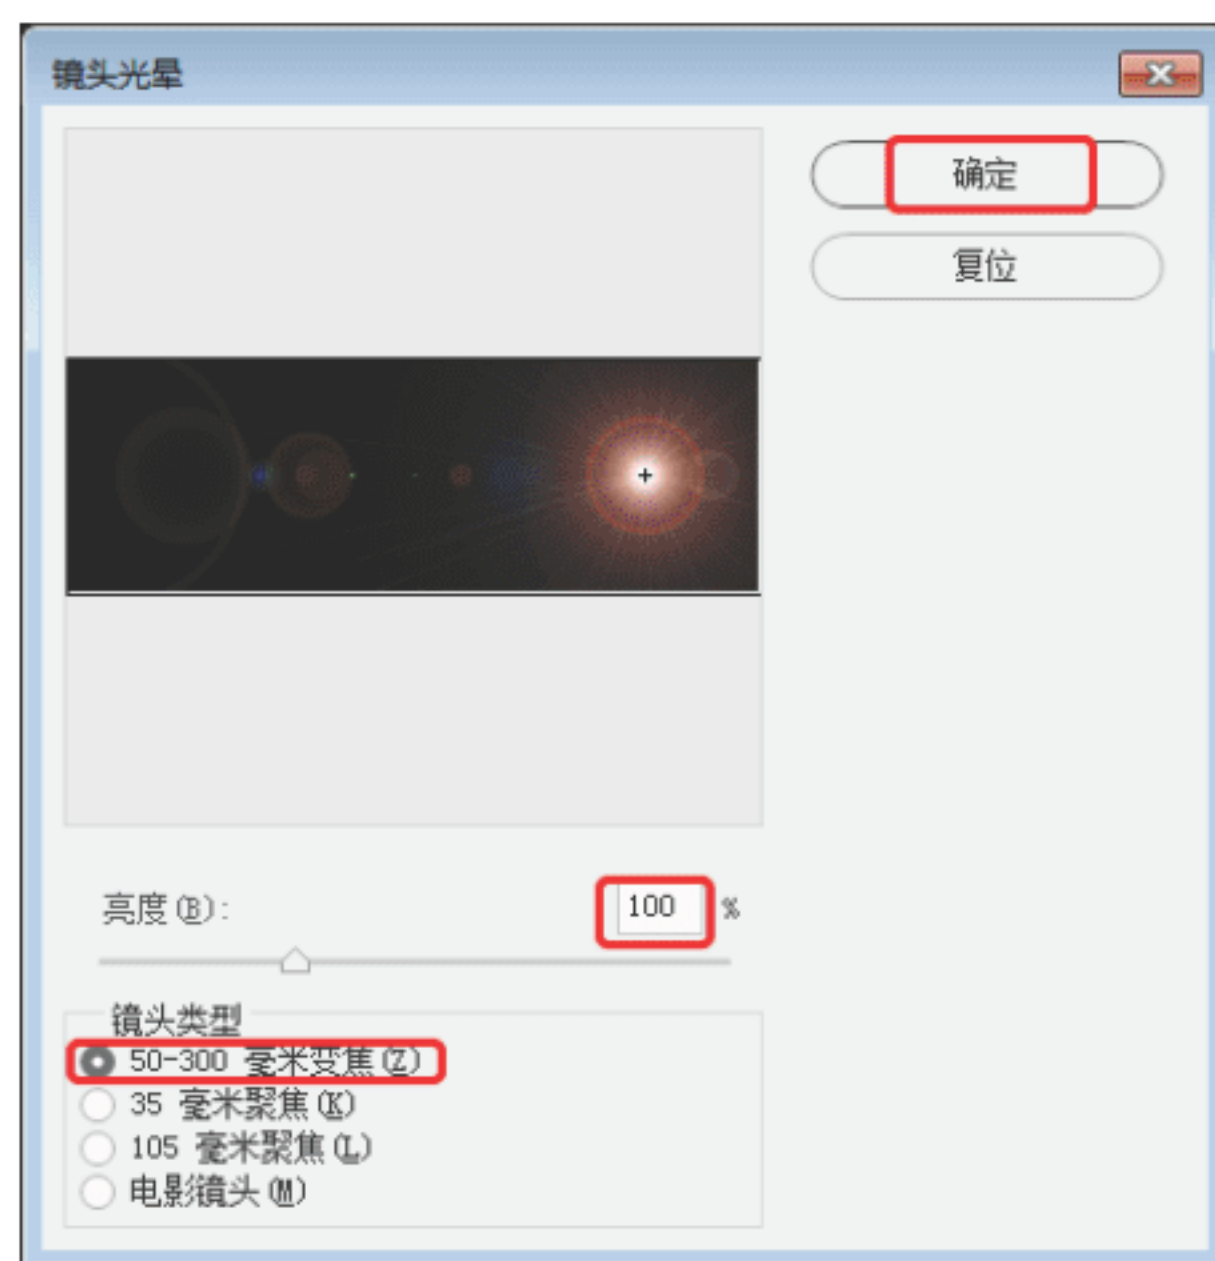 镜头光晕
确定
复位
亮度(B): 100 %
镜头类型
50-300 毫米变焦(Z)
35 毫米聚焦(K)
105 毫米聚焦(L)
电影镜头(M)